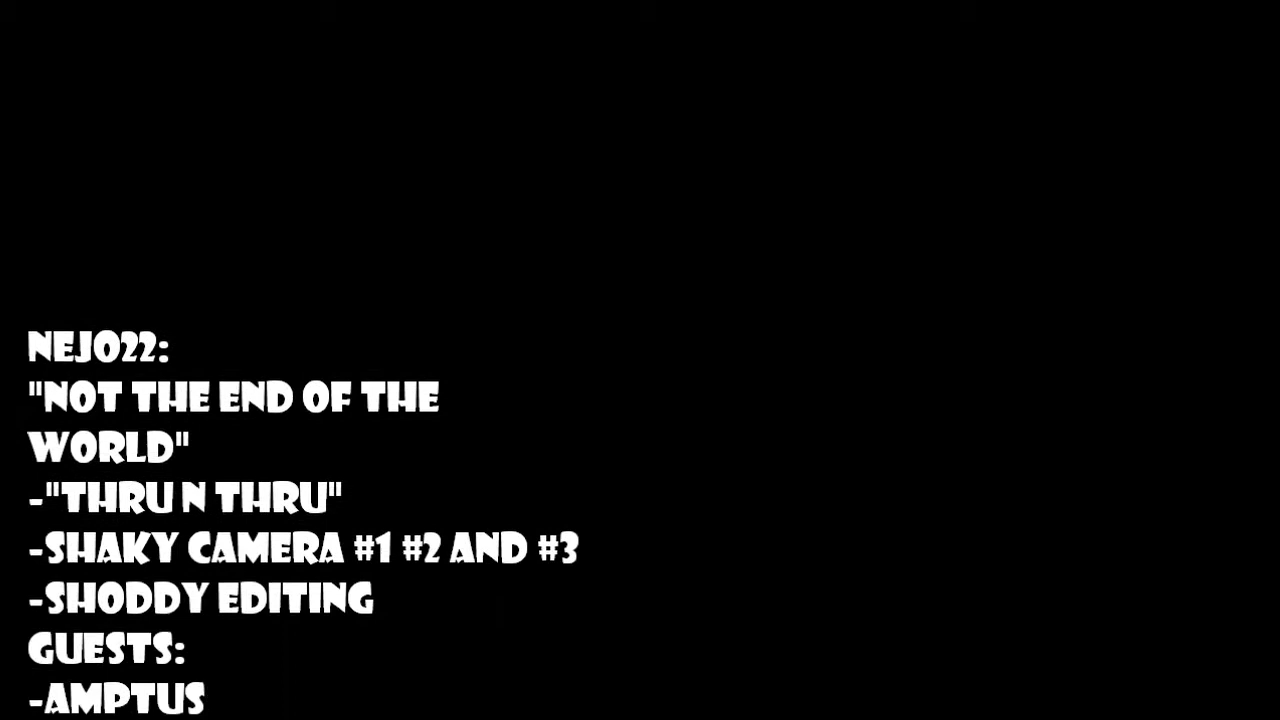 NEJO22:
"NOT THE END OF THE
WORLD"
-"THRU N THRU"
-SHAKY CAMERA #1 #2 AND #3
-SHODDY EDITING
GUESTS:
-AMPTUS